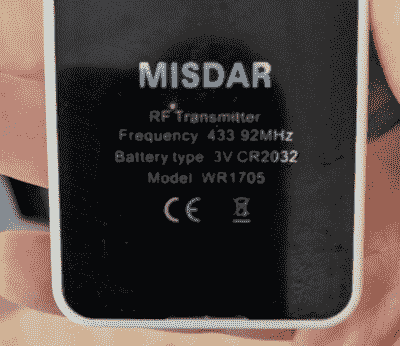 MISDAR
RF Transmitter
Frequency 433 92MHz
Battery type 3V CR2032
Model WR1705
CE